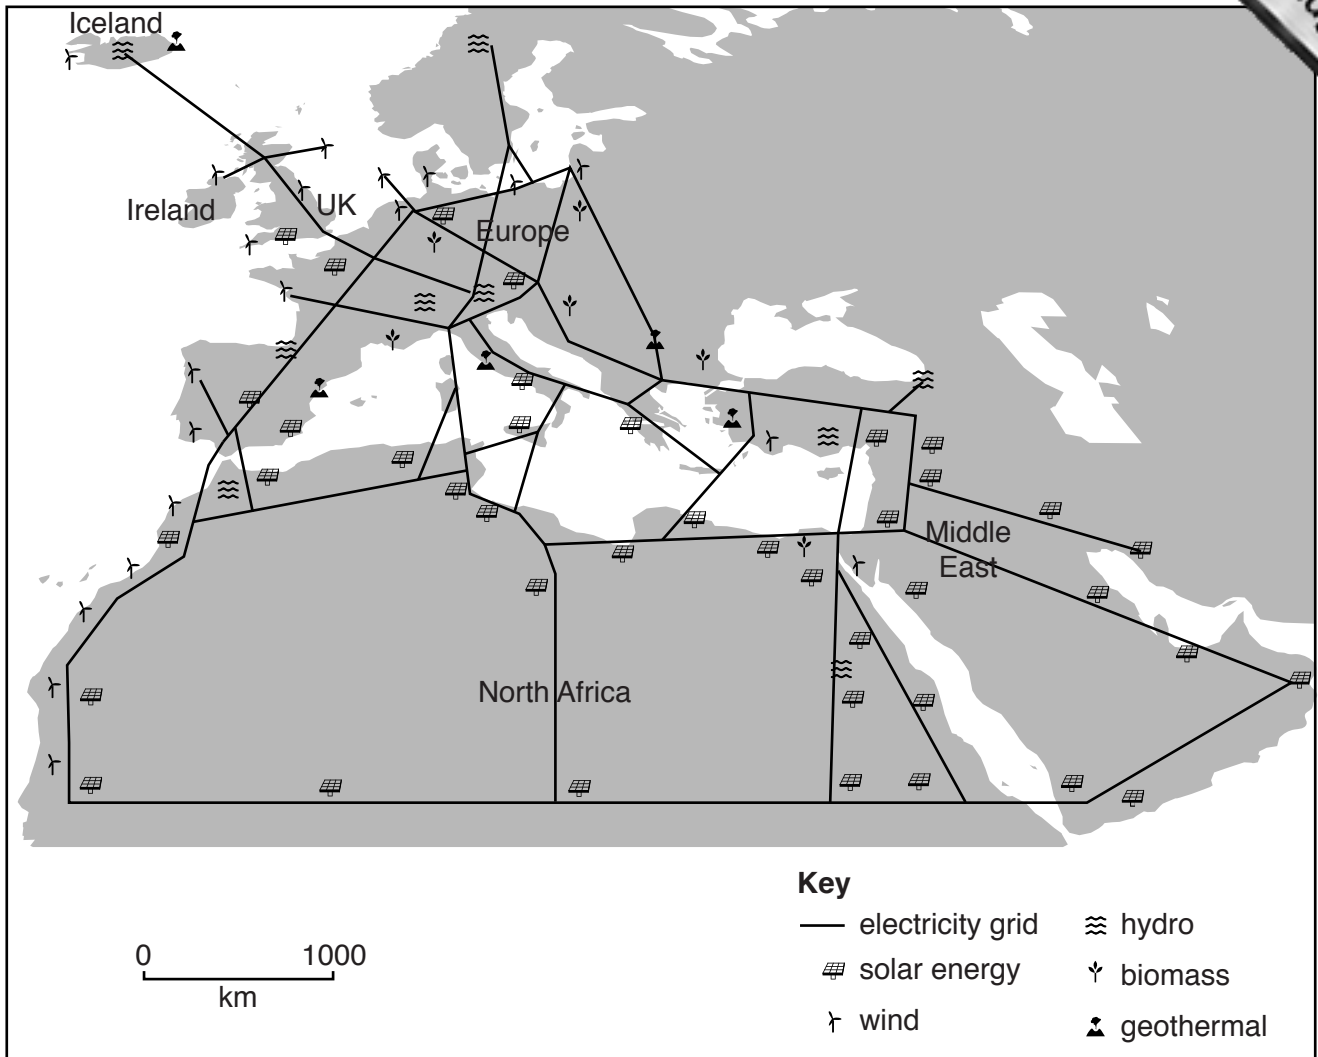 Iceland
Ireland
UK
Europe
Middle
East
North Africa
Key
electricity grid
solar energy
wind
hydro
biomass
geothermal
0 1000
km